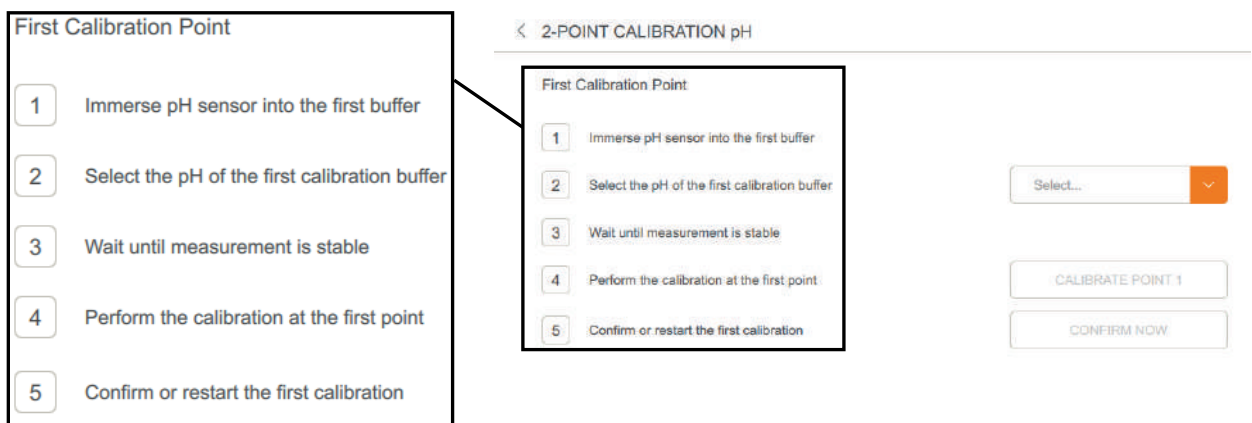 First Calibration Point
1 Immerse pH sensor into the first buffer
2 Select the pH of the first calibration buffer
3 Wait until measurement is stable
4 Perform the calibration at the first point
5 Confirm or restart the first calibration
< 2-POINT CALIBRATION pH
First Calibration Point
1 Immerse pH sensor into the first buffer
2 Select the pH of the first calibration buffer Select...
3 Wait until measurement is stable
4 Perform the calibration at the first point CALIBRATE POINT 1
5 Confirm or restart the first calibration CONFIRM NOW